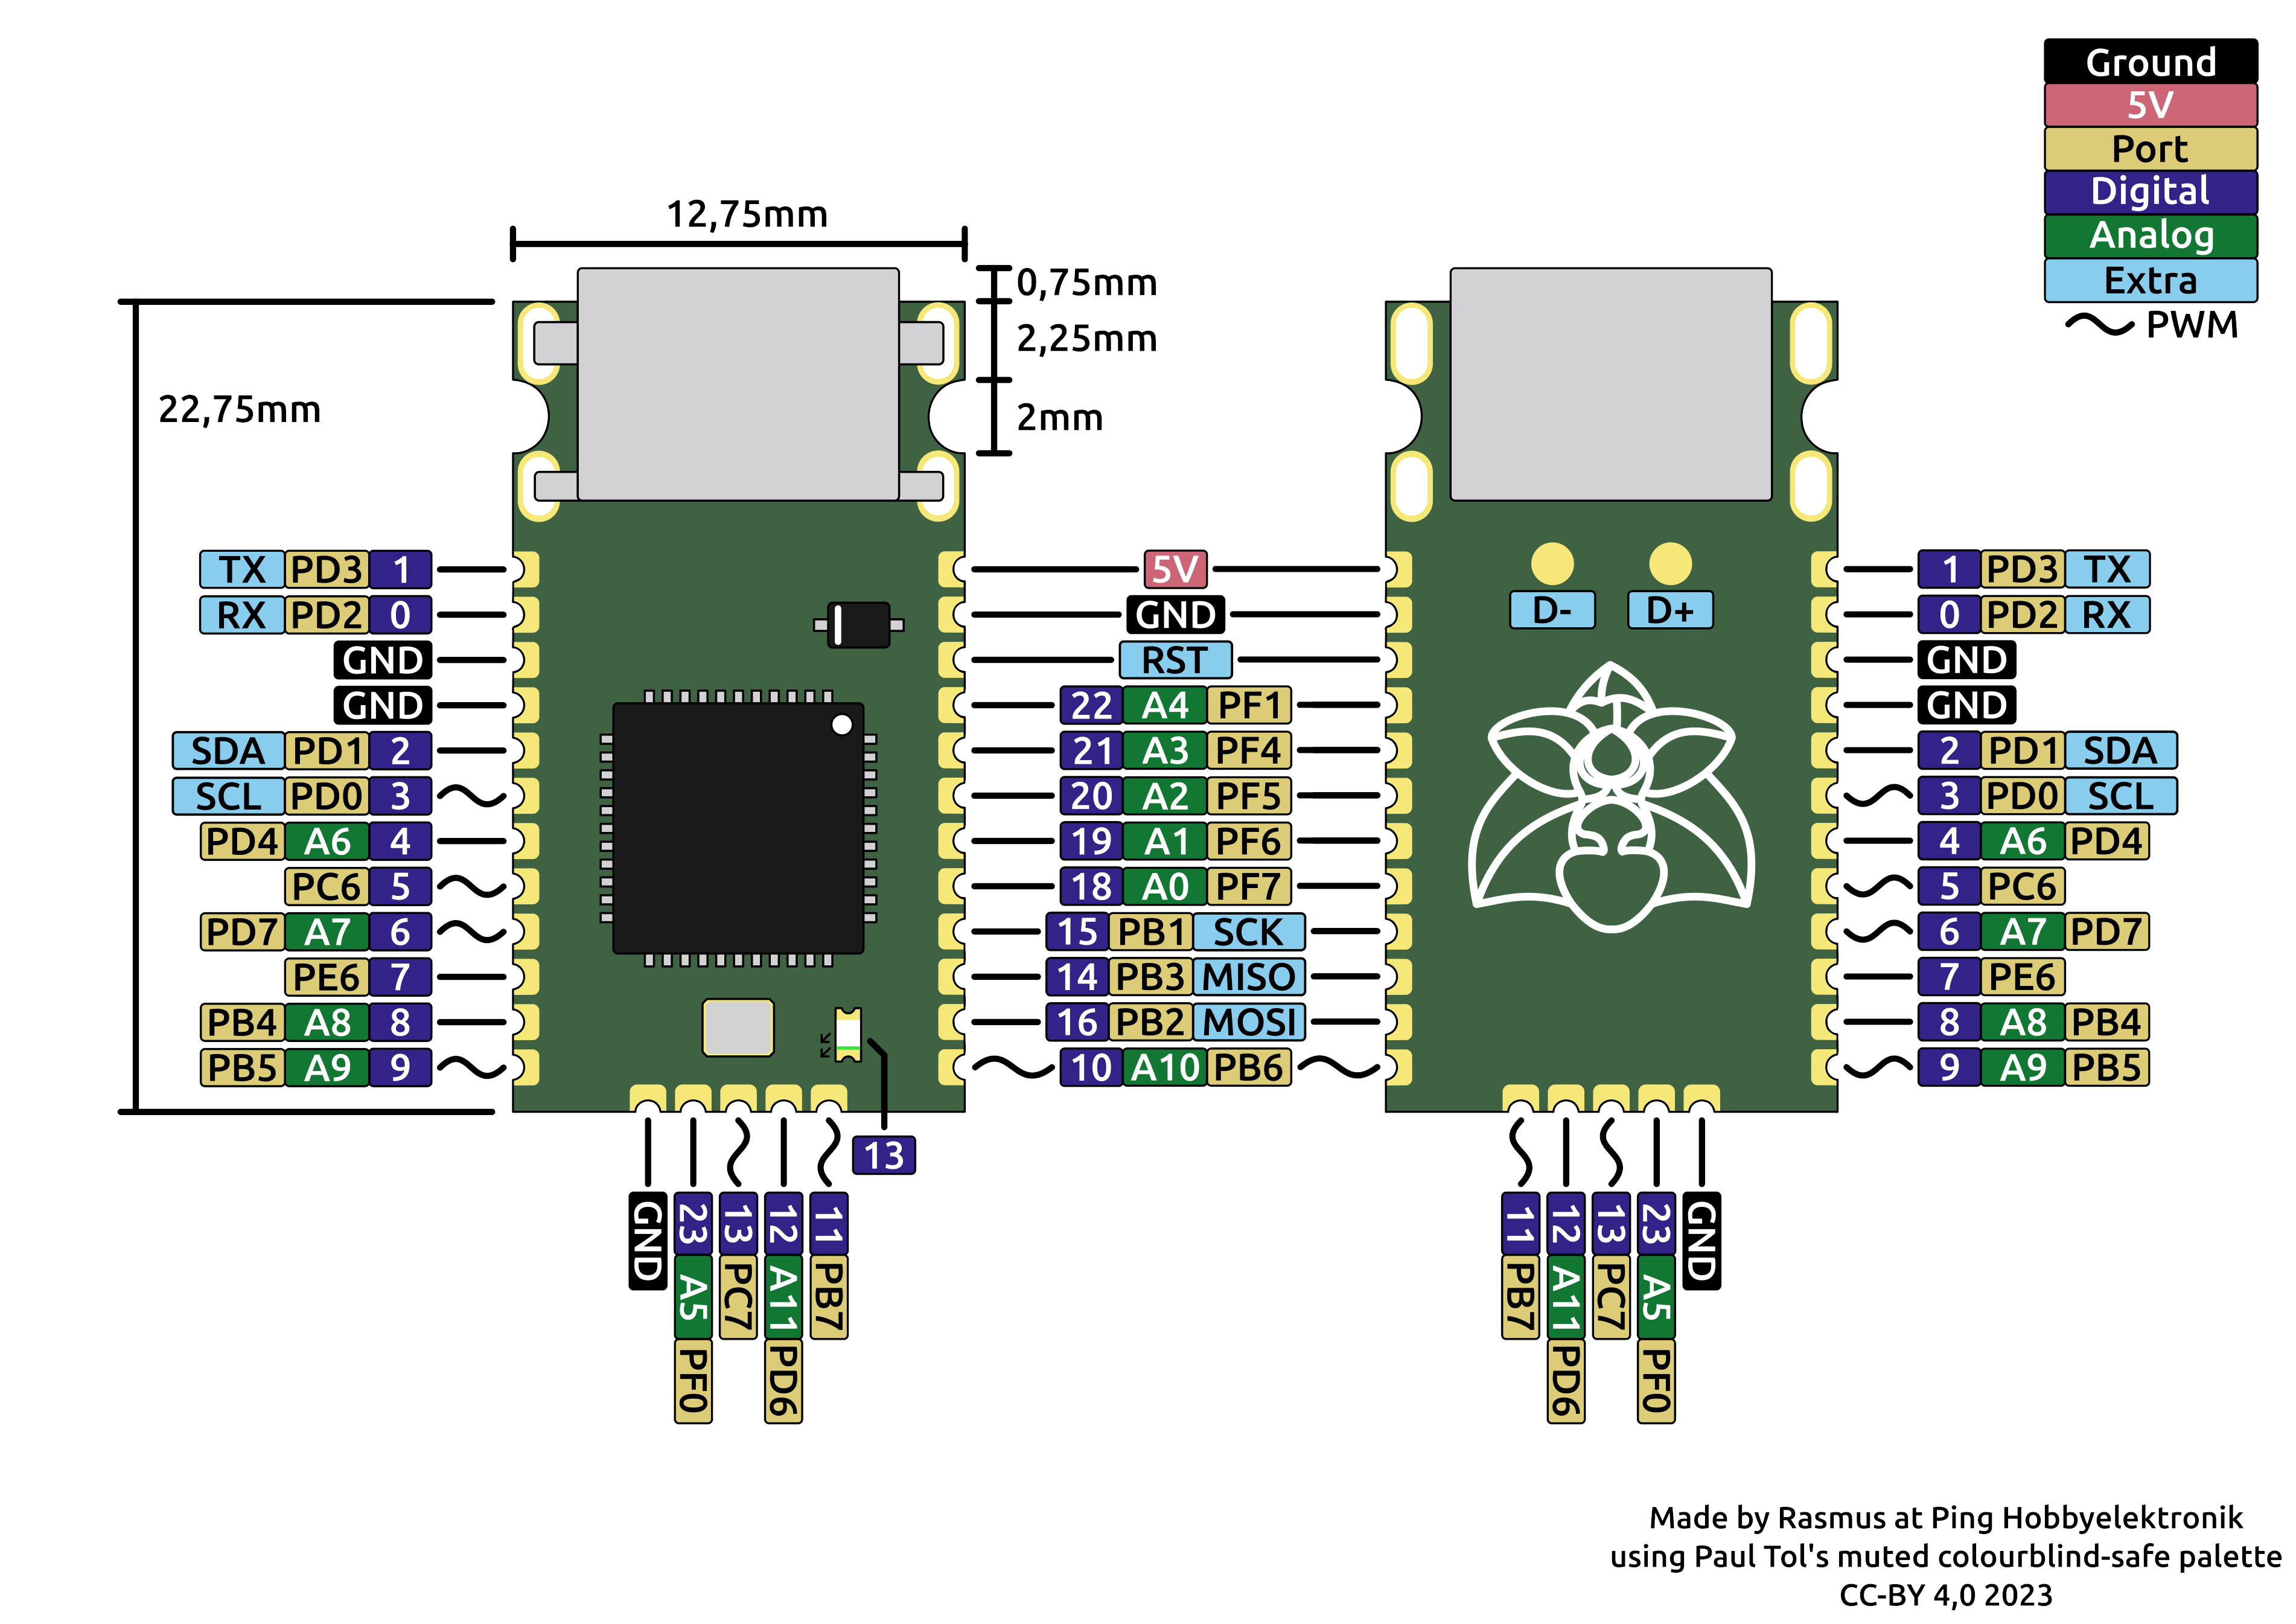 Ground
5V
Port
Digital
Analog
Extra
PWM
12,75mm
0,75mm
2,25mm
2mm
22,75mm
TX PD3 1
RX PD2 0
GND
GND
SDA PD1 2
SCL PD0 3
PD4 A6 4
PC6 5
PD7 A7 6
PE6 7
PB4 A8 8
PB5 A9 9
5V
GND
RST
22 A4 PF1
21 A3 PF4
20 A2 PF5
19 A1 PF6
18 A0 PF7
15 PB1 SCK
14 PB3 MISO
16 PB2 MOSI
10 A10 PB6
D- D+
1 PD3 TX
0 PD2 RX
GND
GND
2 PD1 SDA
3 PD0 SCL
4 A6 PD4
5 PC6
6 A7 PD7
7 PE6
8 A8 PB4
9 A9 PB5
13
GND
23 A5 PF0
13 PC7
12 A11 PD6
11 PB7
11 PB7
12 A11 PD6
13 PC7
23 A5 PF0
GND
Made by Rasmus at Ping Hobbyelektronik
using Paul Tol's muted colourblind-safe palette
CC-BY 4,0 2023